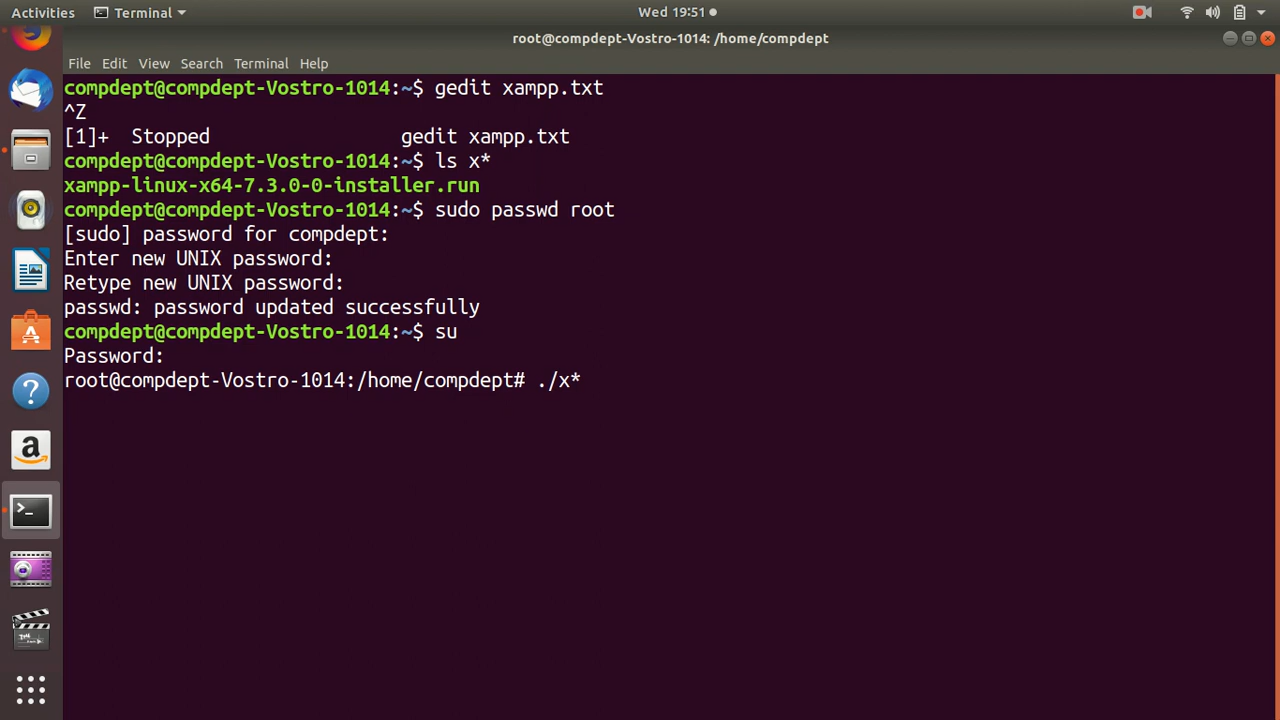 Activities Terminal Wed 19:51
root@compdept-Vostro-1014: /home/compdept
File Edit View Search Terminal Help
compdept@compdept-Vostro-1014:~$ gedit xampp.txt
^Z
[1]+  Stopped                 gedit xampp.txt
compdept@compdept-Vostro-1014:~$ ls x*
xampp-linux-x64-7.3.0-0-installer.run
compdept@compdept-Vostro-1014:~$ sudo passwd root
[sudo] password for compdept:
Enter new UNIX password:
Retype new UNIX password:
passwd: password updated successfully
compdept@compdept-Vostro-1014:~$ su
Password:
root@compdept-Vostro-1014:/home/compdept# ./x*